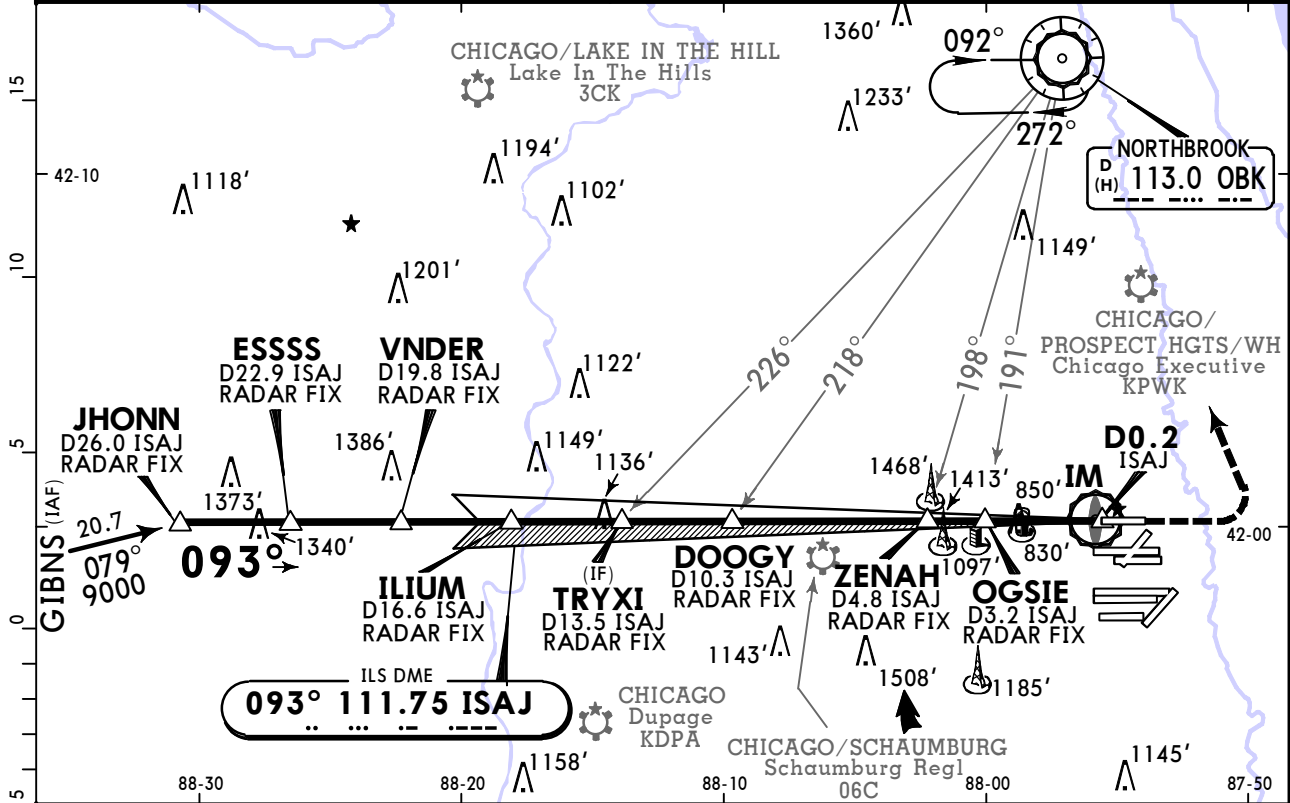 1360’
092°
CHICAGO/LAKE IN THE HILL
Lake In The Hills
3CK
1233’
272°
NORTHBROOK
D
(H)
113.0 OBK
15
42-10
1118’
1194’
1102’
1149’
10
1201’
CHICAGO/
PROSPECT HGTS/WH
Chicago Executive
KPWK
226°
218°
198°
191°
ESSSS
D22.9 ISAJ
RADAR FIX
VNDER
D19.8 ISAJ
RADAR FIX
1122’
JHONN
D26.0 ISAJ
RADAR FIX
5
1386’
1149’
1136’
1468’
1413’
D0.2
ISAJ
IM
850’
1373’
GIBNS (IAF)
20.7
079°
9000
093°
1340’
830’
1097’
42-00
ILIUM
D16.6 ISAJ
RADAR FIX
(IF)
TRYXI
D13.5 ISAJ
RADAR FIX
DOOGY
D10.3 ISAJ
RADAR FIX
ZENAH
D4.8 ISAJ
RADAR FIX
OGSIE
D3.2 ISAJ
RADAR FIX
0
1143’
1508’
1185’
ILS DME
093° 111.75 ISAJ
CHICAGO
Dupage
KDPA
CHICAGO/SCHAUMBURG
Schaumburg Regl
06C
1158’
1145’
5
88-30
88-20
88-10
88-00
87-50